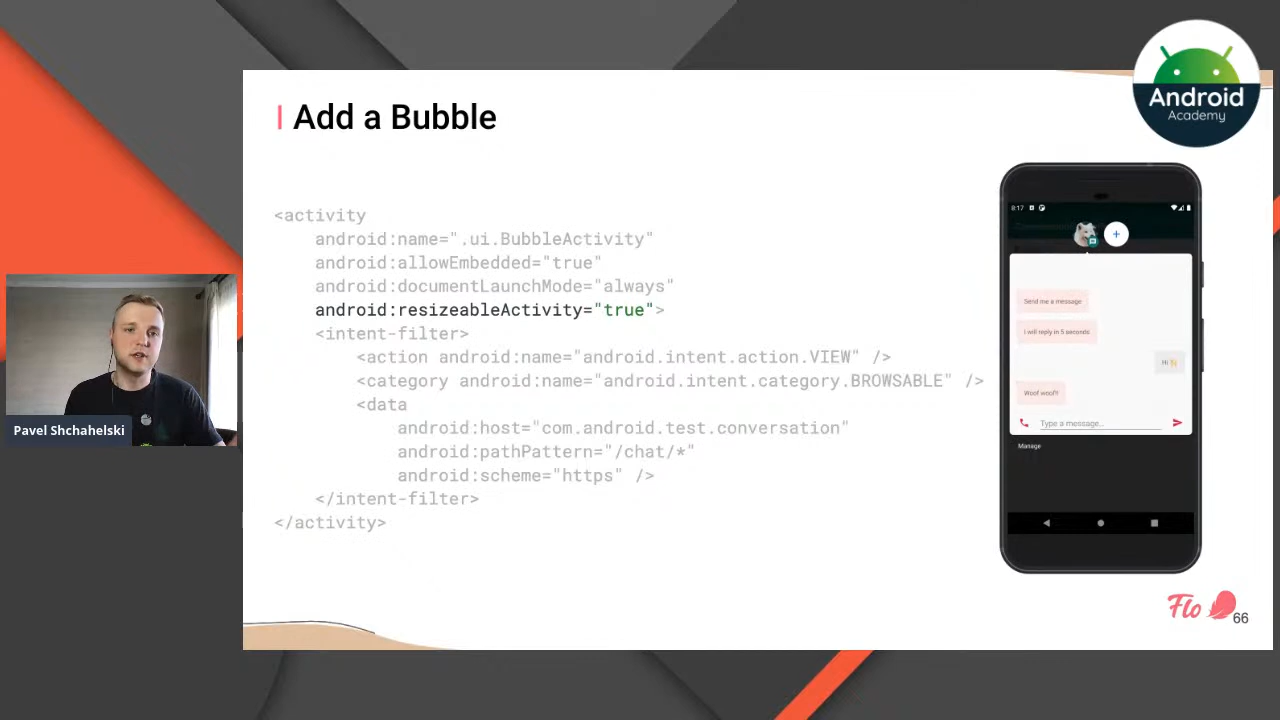 Add a Bubble
Android
Academy
<activity
android:name=".ui.BubbleActivity"
android:allowEmbedded="true"
android:documentLaunchMode="always"
android:resizeableActivity="true">
<intent-filter>
<action android:name="android.intent.action.VIEW" />
<category android:name="android.intent.category.BROWSABLE" />
<data
android:host="com.android.test.conversation"
android:pathPattern="/chat/*"
android:scheme="https" />
</intent-filter>
</activity>
8:17
Send me a message
I will reply in 5 seconds
Hi
Woof woof!!
Type a message...
Manage
Pavel Shchahelski
Flo
66